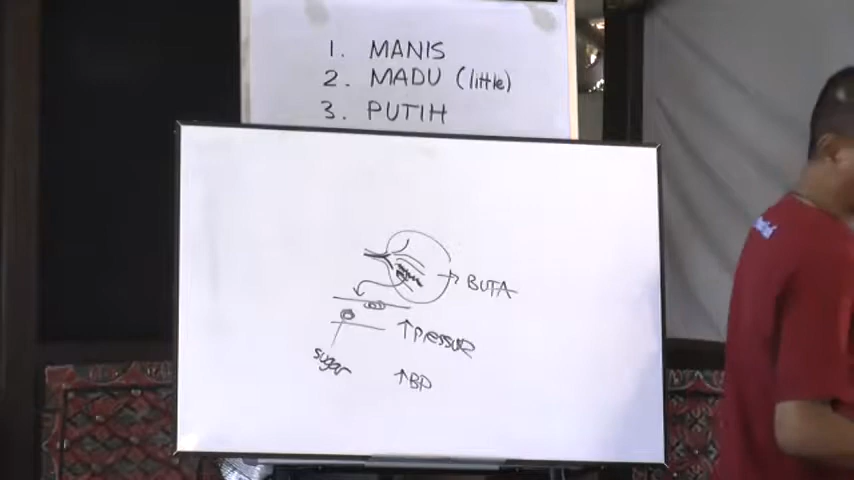 1. MANIS
2. MADU (little)
3. PUTIH
BUTA
↑ Pressure
sugar
↑ BP